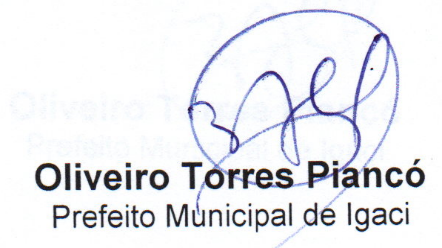 Oliveiro Torres Piancó
Prefeito Municipal de Igaci